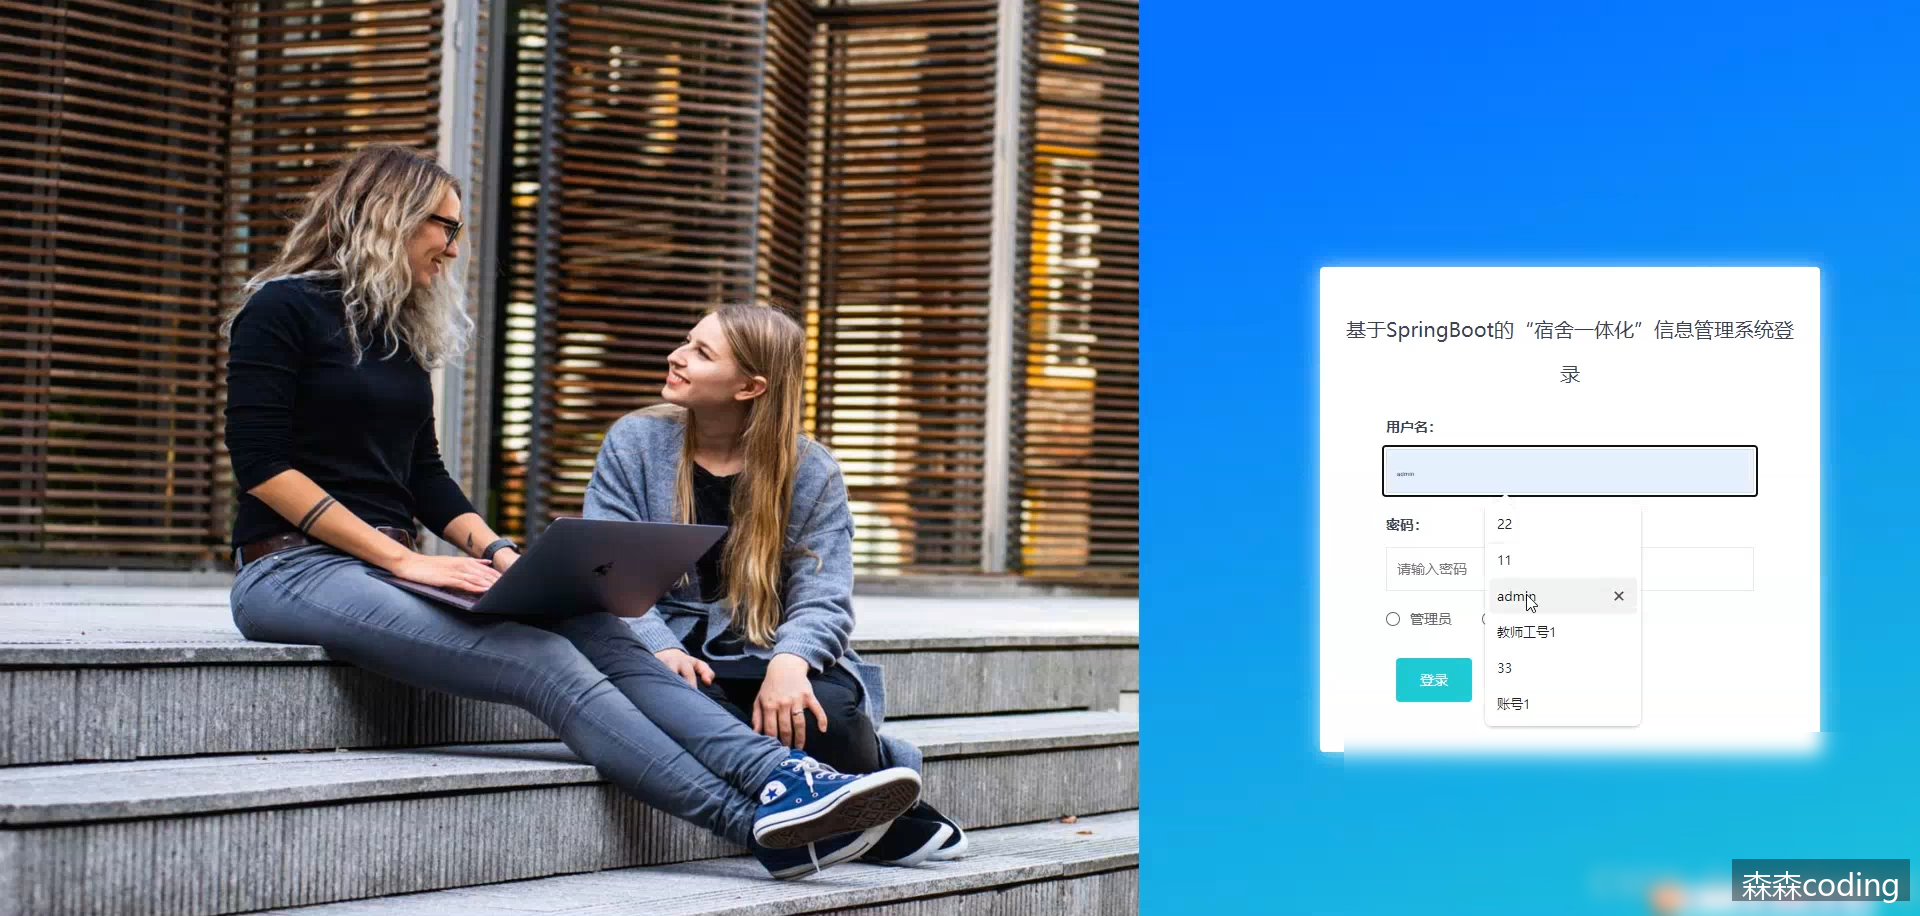 基于SpringBoot的“宿舍一体化”信息管理系统登
录
用户名:
admin
密码:
请输入密码
22
11
admin
教师工号1
33
账号1
管理员
登录
森森coding